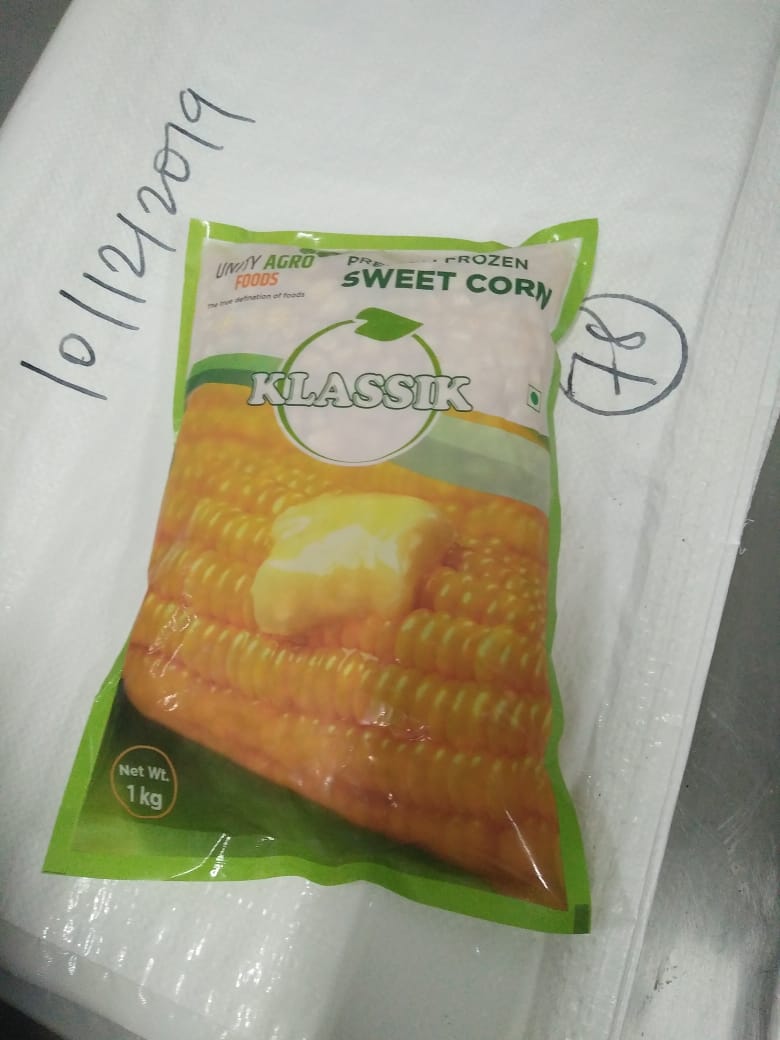 10/12/2019
UNITY AGRO
FOODS
The true defination of foods
FROZEN
SWEET CORN
KLASSIK
78
Net Wt.
1 kg